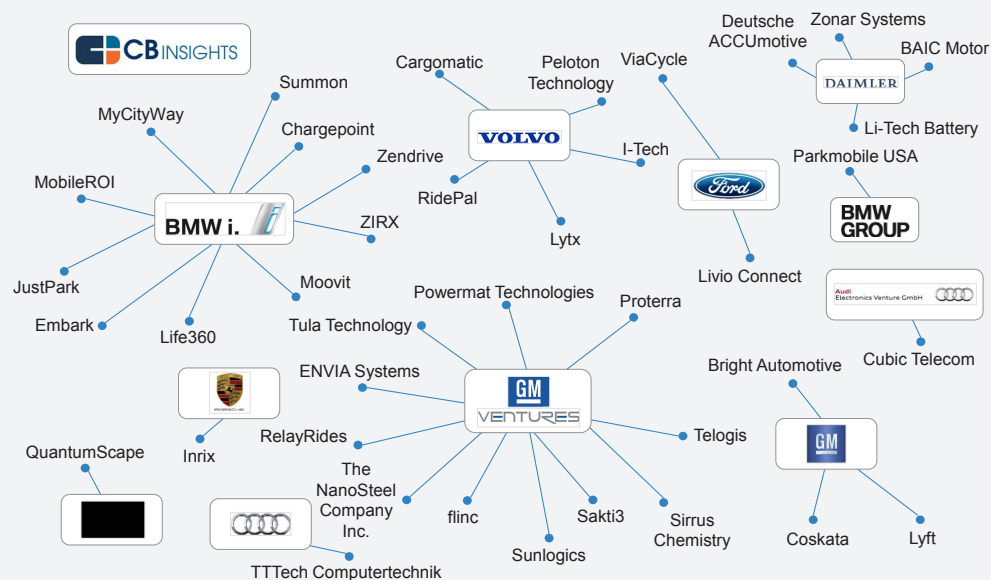 CB INSIGHTS
Summon
MyCityWay
Chargepoint
Zendrive
MobileROI
BMW i.
ZIRX
JustPark
Moovit
Embark
Life360
Cargomatic
Peloton
Technology
VOLVO
I-Tech
RidePal
Lytx
ViaCycle
Ford
Livio Connect
Deutsche
ACCUmotive
Zonar Systems
BAIC Motor
DAIMLER
Li-Tech Battery
Parkmobile USA
BMW
GROUP
Audi
Electronics Venture GmbH
Cubic Telecom
Powermat Technologies
Proterra
Tula Technology
ENVIA Systems
GM
VENTURES
RelayRides
Telogis
The
NanoSteel
Company
Inc.
flinc
Sunlogics
Sakti3
Sirrus
Chemistry
Bright Automotive
GM
Coskata
Lyft
PORSCHE
Inrix
QuantumScape
TTTech Computertechnik